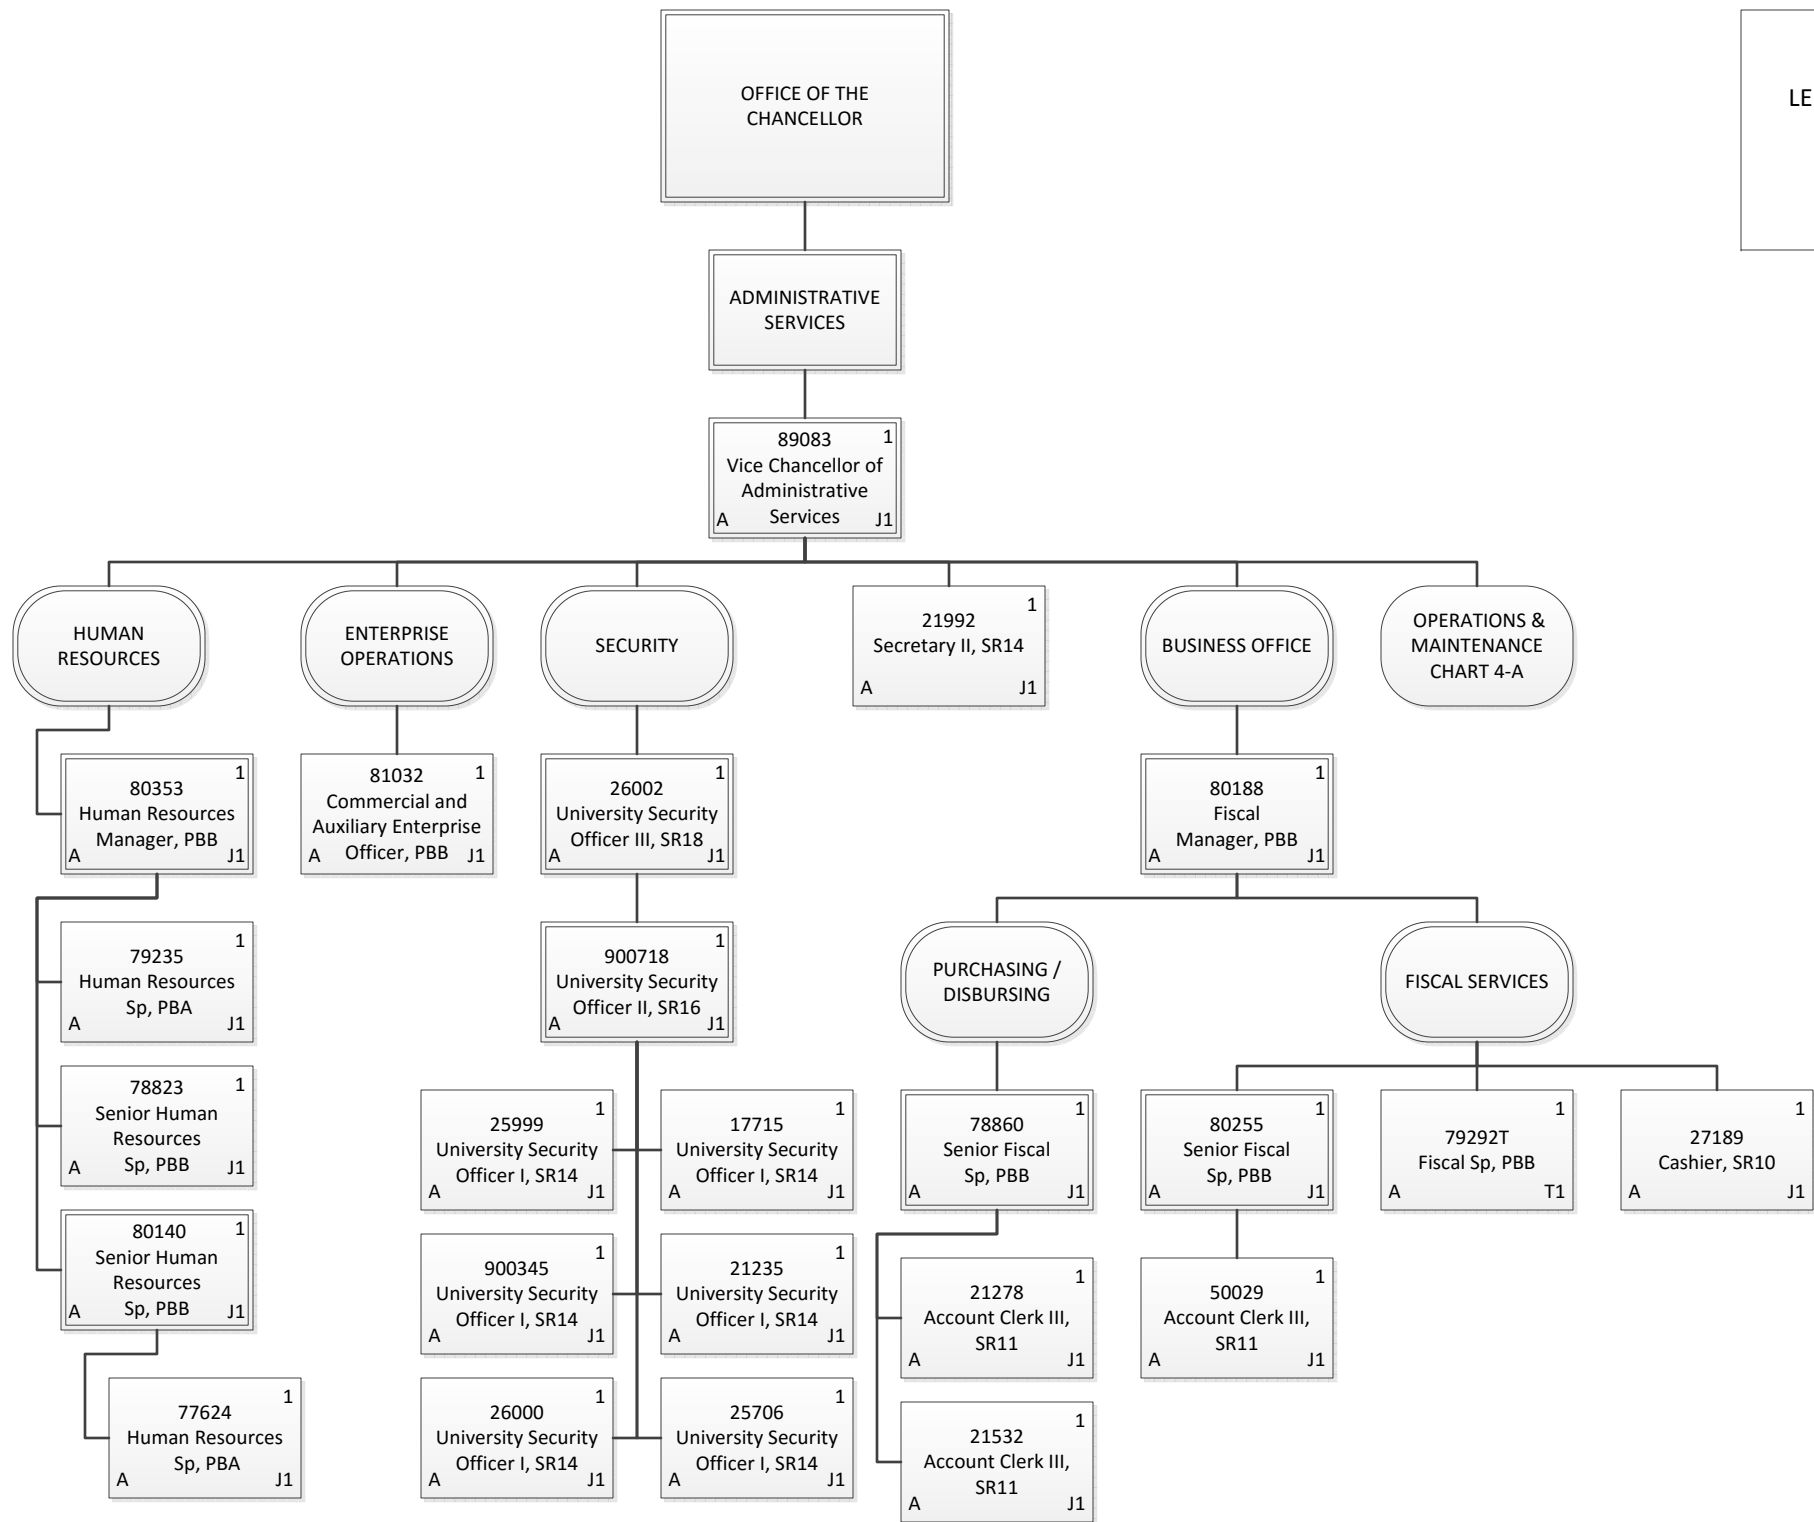 OFFICE OF THE
CHANCELLOR
LE
ADMINISTRATIVE
SERVICES
89083 1
Vice Chancellor of
Administrative
A Services J1
HUMAN
RESOURCES
ENTERPRISE
OPERATIONS
SECURITY
1
21992
Secretary II, SR14
A J1
BUSINESS OFFICE
OPERATIONS &
MAINTENANCE
CHART 4-A
1
80353
Human Resources
Manager, PBB
A J1
81032 1
Commercial and
Auxiliary Enterprise
A Officer, PBB J1
1
26002
University Security
Officer III, SR18
A J1
1
80188
Fiscal
Manager, PBB
A J1
1
79235
Human Resources
Sp, PBA
A J1
1
900718
University Security
Officer II, SR16
A J1
PURCHASING /
DISBURSING
FISCAL SERVICES
78823 1
Senior Human
Resources
A Sp, PBB J1
1
25999
University Security
Officer I, SR14
A J1
1
17715
University Security
Officer I, SR14
A J1
1
78860
Senior Fiscal
Sp, PBB
A J1
1
80255
Senior Fiscal
Sp, PBB
A J1
1
79292T
Fiscal Sp, PBB
A T1
1
27189
Cashier, SR10
A J1
80140 1
Senior Human
Resources
A Sp, PBB J1
1
900345
University Security
Officer I, SR14
A J1
1
21235
University Security
Officer I, SR14
A J1
1
21278
Account Clerk III,
SR11
A J1
1
50029
Account Clerk III,
SR11
A J1
1
77624
Human Resources
Sp, PBA
A J1
1
26000
University Security
Officer I, SR14
A J1
1
25706
University Security
Officer I, SR14
A J1
1
21532
Account Clerk III,
SR11
A J1